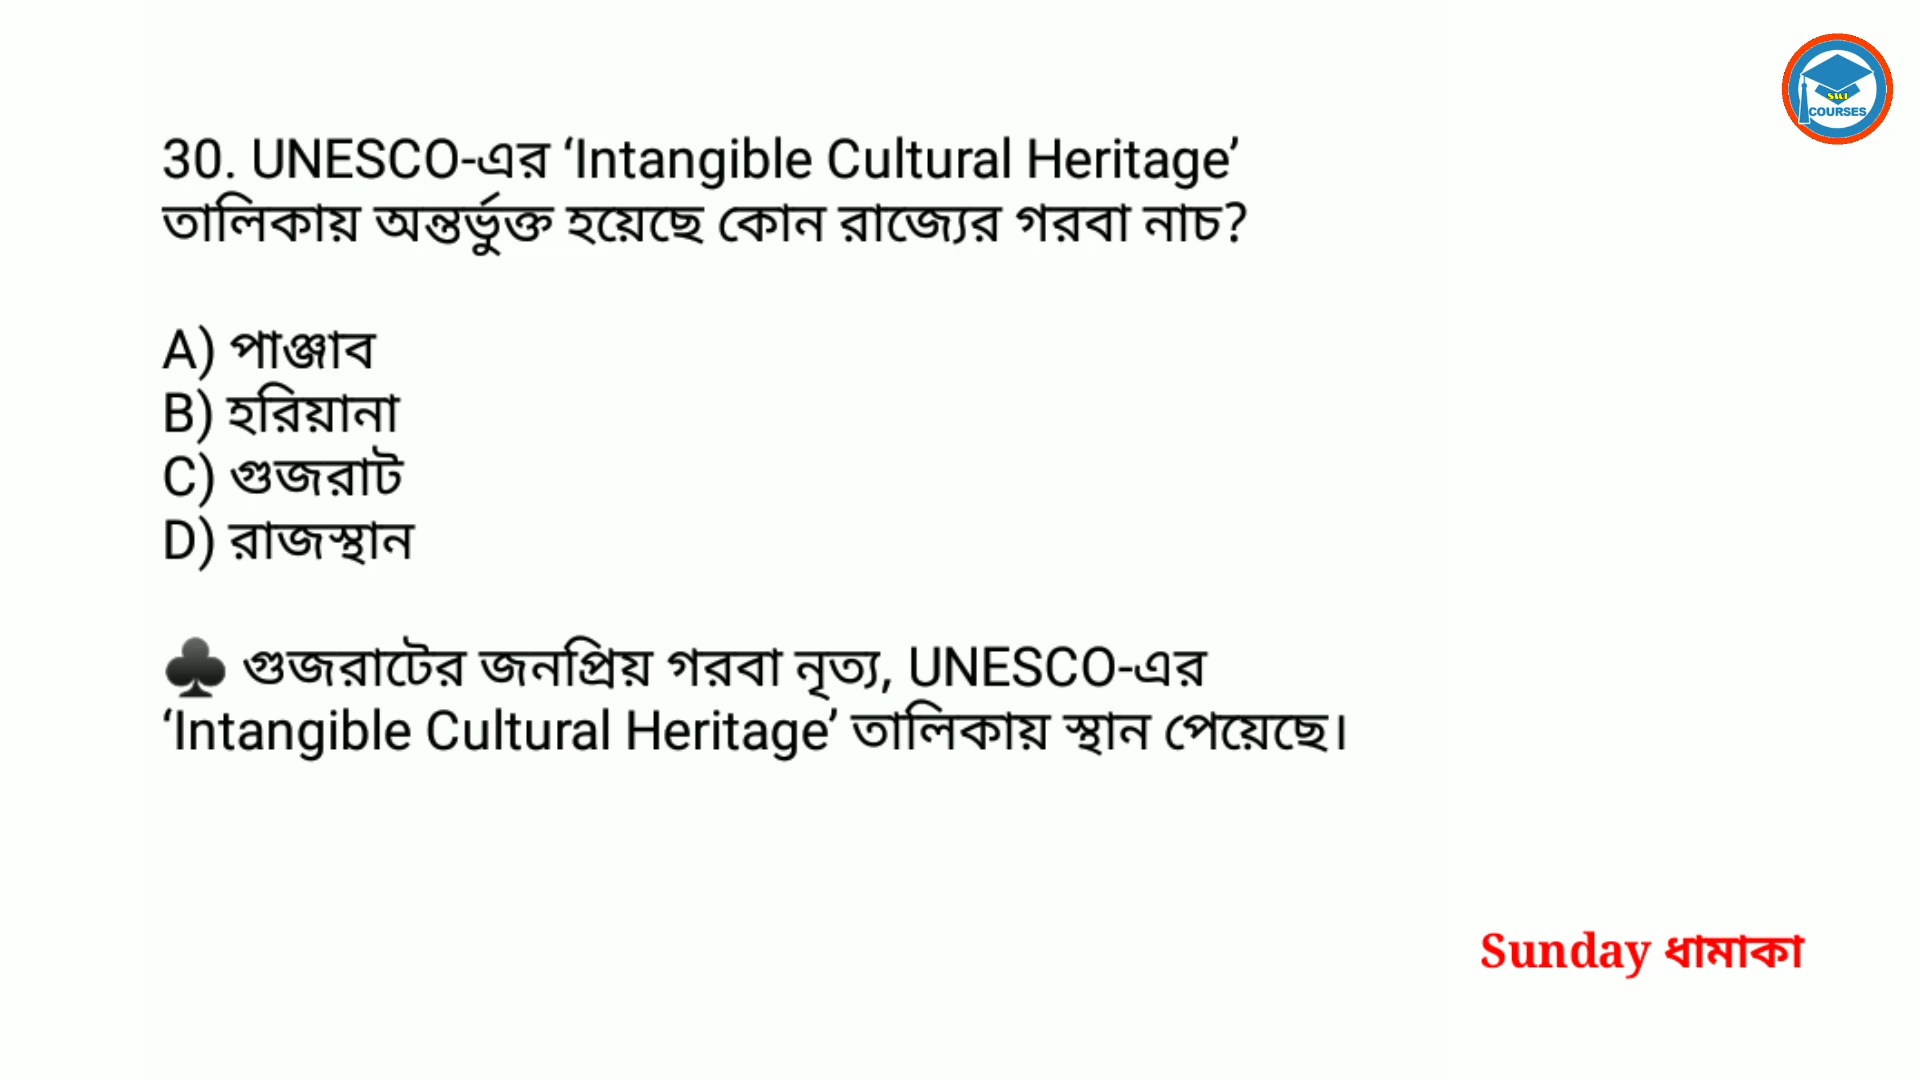 SWI
COURSES
30. UNESCO-এর ‘Intangible Cultural Heritage’
তালিকায় অন্তর্ভুক্ত হয়েছে কোন রাজ্যের গরবা নাচ?
A) পাঞ্জাব
B) হরিয়ানা
C) গুজরাট
D) রাজস্থান
♣ গুজরাটের জনপ্রিয় গরবা নৃত্য, UNESCO-এর
‘Intangible Cultural Heritage’ তালিকায় স্থান পেয়েছে।
Sunday ধামাকা